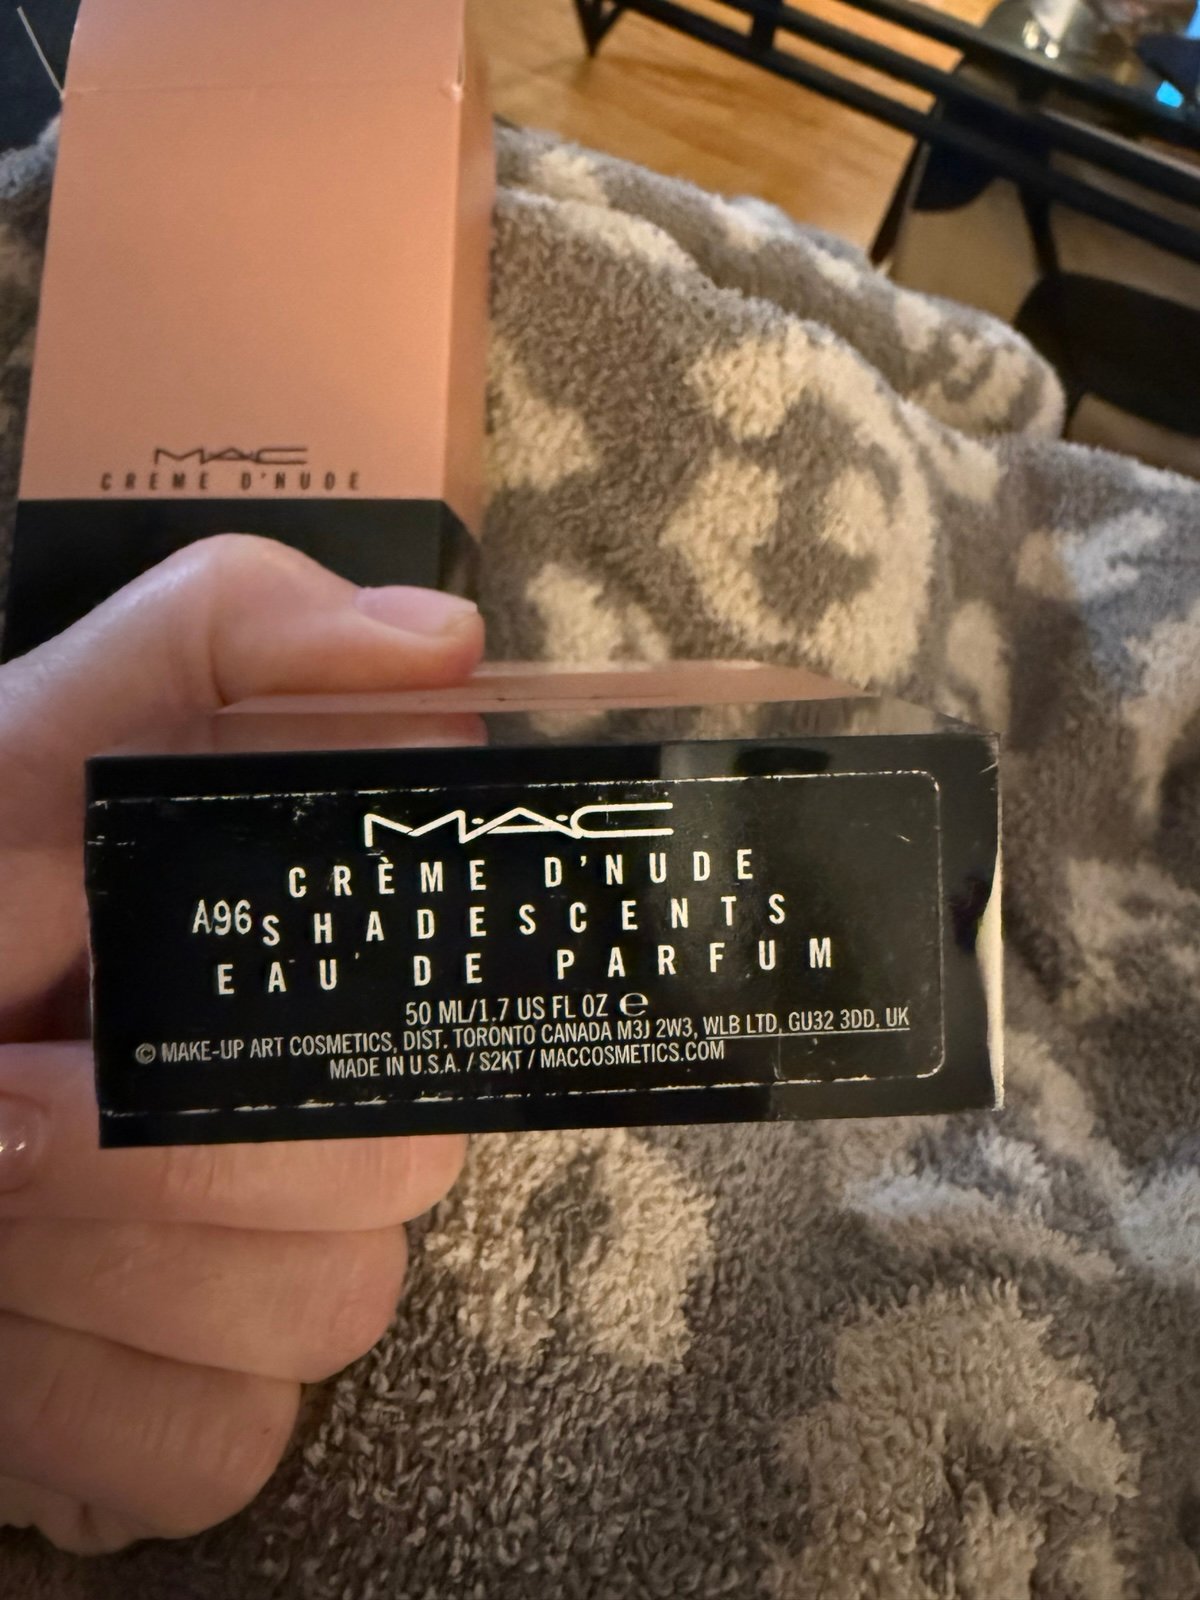 MAC
CREME D'NUDE
MAC
CRÈME D'NUDE
A96
SHADESCENTS
EAU DE PARFUM
50 ML/1.7 US FL OZ ℮
© MAKE-UP ART COSMETICS, DIST. TORONTO CANADA M3J 2W3, WLB LTD, GU32 3DD, UK
MADE IN U.S.A. / S2KT / MACCOSMETICS.COM